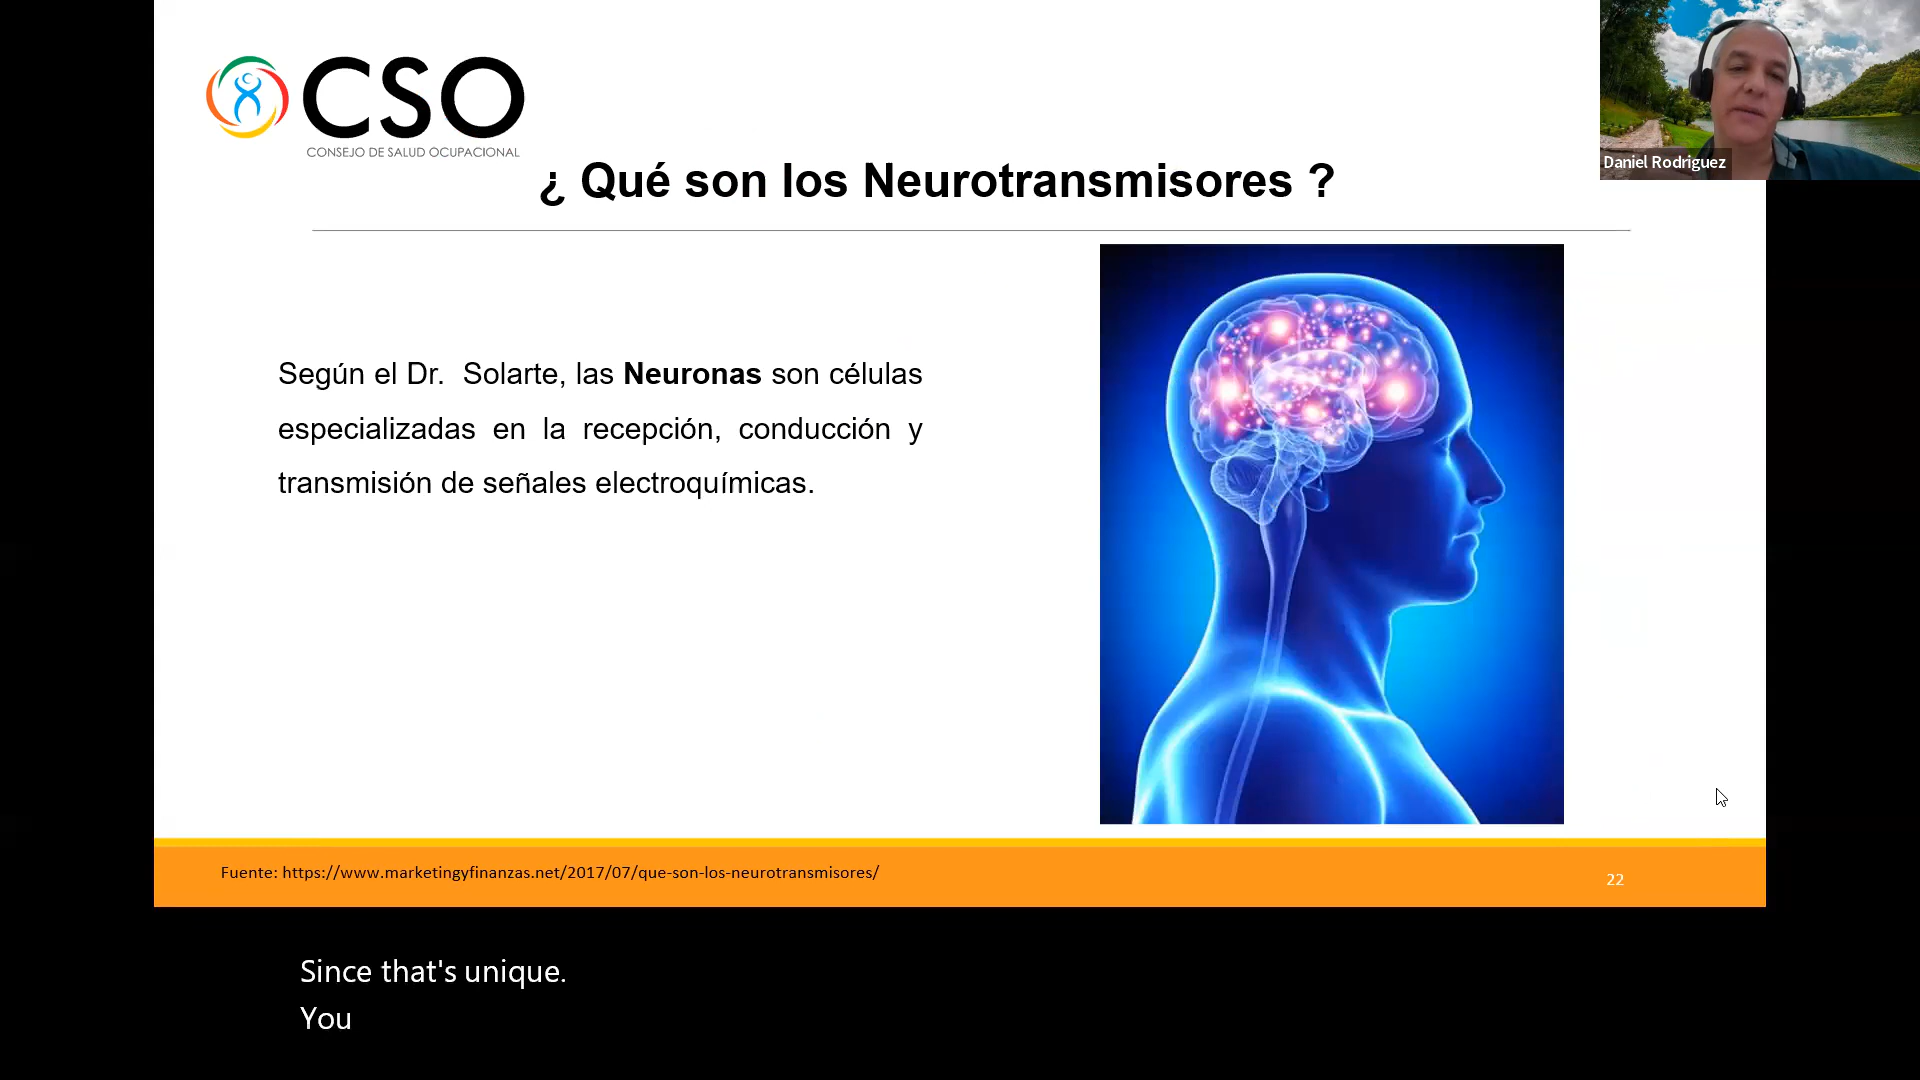 CSO
CONSEJO DE SALUD OCUPACIONAL
Daniel Rodriguez
¿ Qué son los Neurotransmisores ?
Según el Dr.  Solarte, las Neuronas son células
especializadas en la recepción, conducción y
transmisión de señales electroquímicas.
Fuente: https://www.marketingyfinanzas.net/2017/07/que-son-los-neurotransmisores/
22
Since that's unique.
You